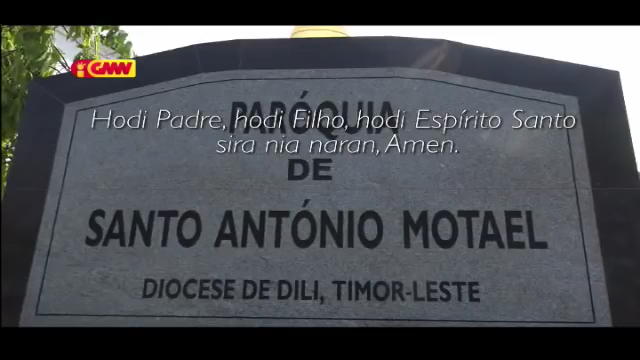 GMN
PARÓQUIA
Hodi Padre, hodi Filho, hodi Espírito Santo
sira nia naran, Amen.
DE
SANTO ANTÓNIO MOTAEL
DIOCESE DE DILI, TIMOR-LESTE